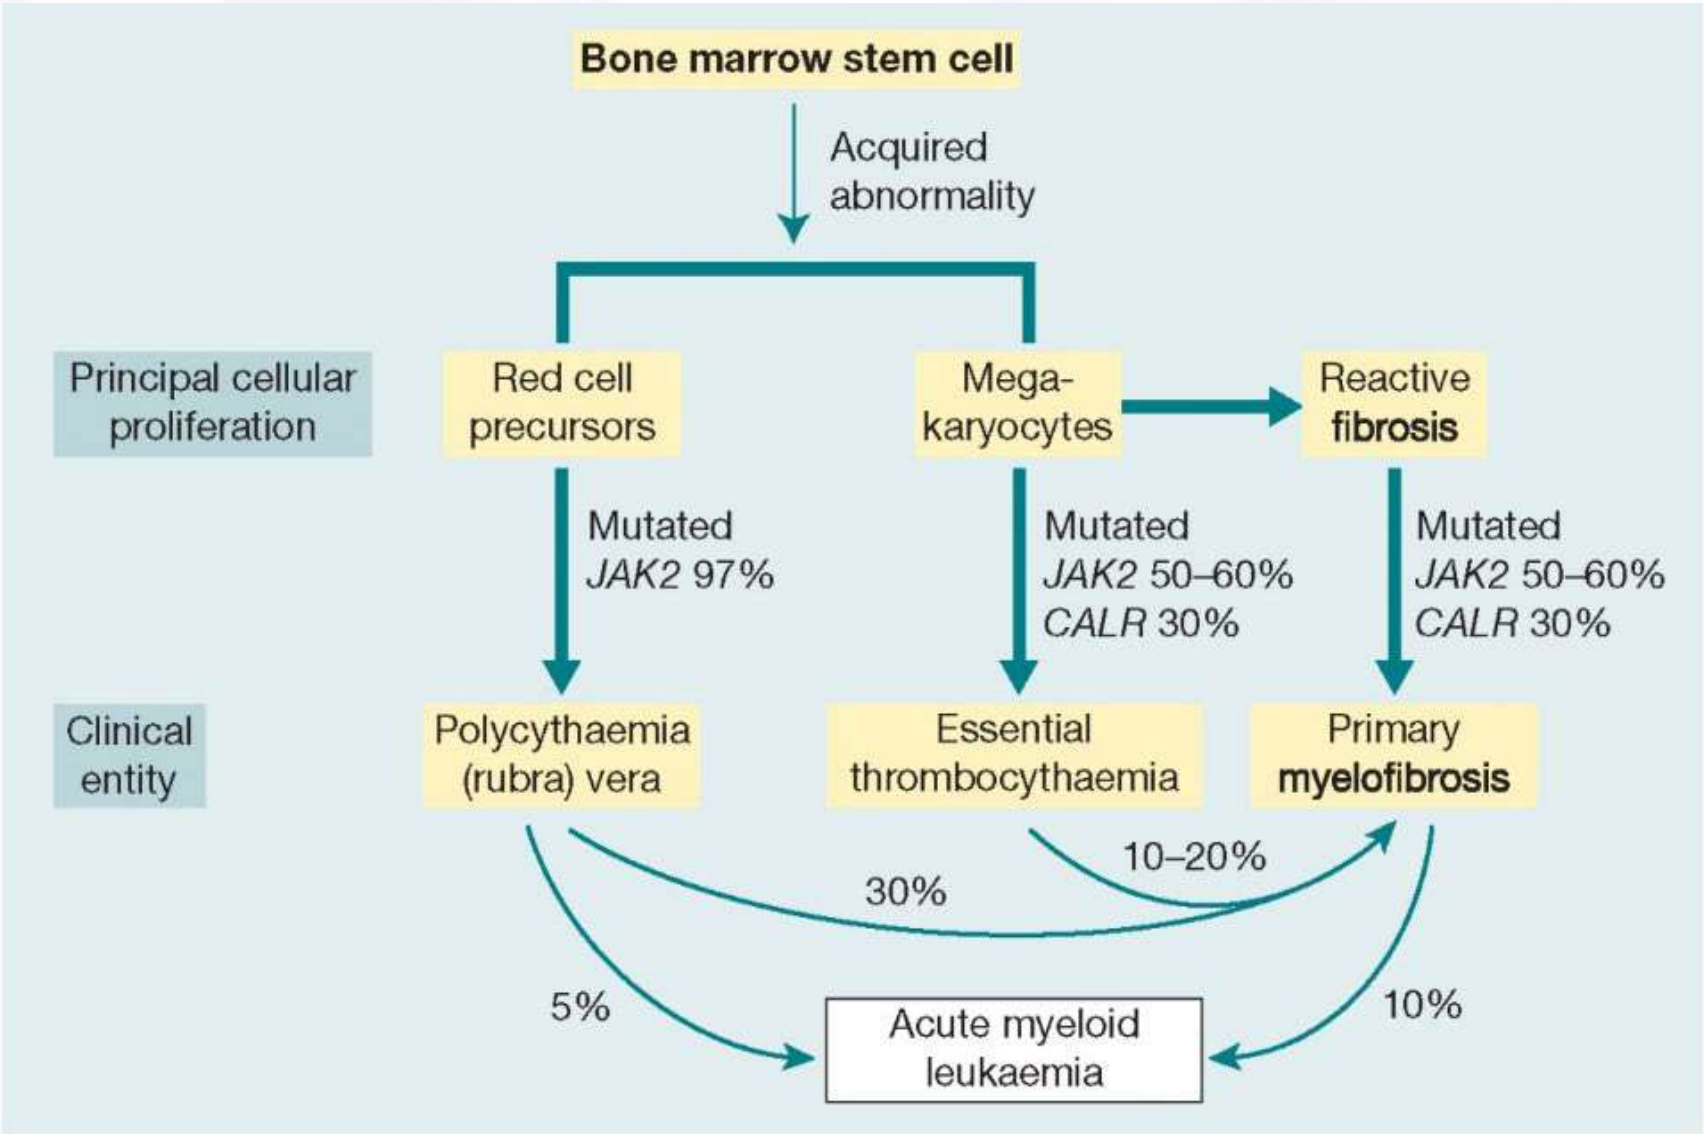 Bone marrow stem cell
Acquired
abnormality
Principal cellular
proliferation
Red cell
precursors
Mega-
karyocytes
Reactive
fibrosis
Mutated
JAK2 97%
Mutated
JAK2 50–60%
CALR 30%
Mutated
JAK2 50–60%
CALR 30%
Clinical
entity
Polycythaemia
(rubra) vera
Essential
thrombocythaemia
Primary
myelofibrosis
10–20%
30%
5%
10%
Acute myeloid
leukaemia